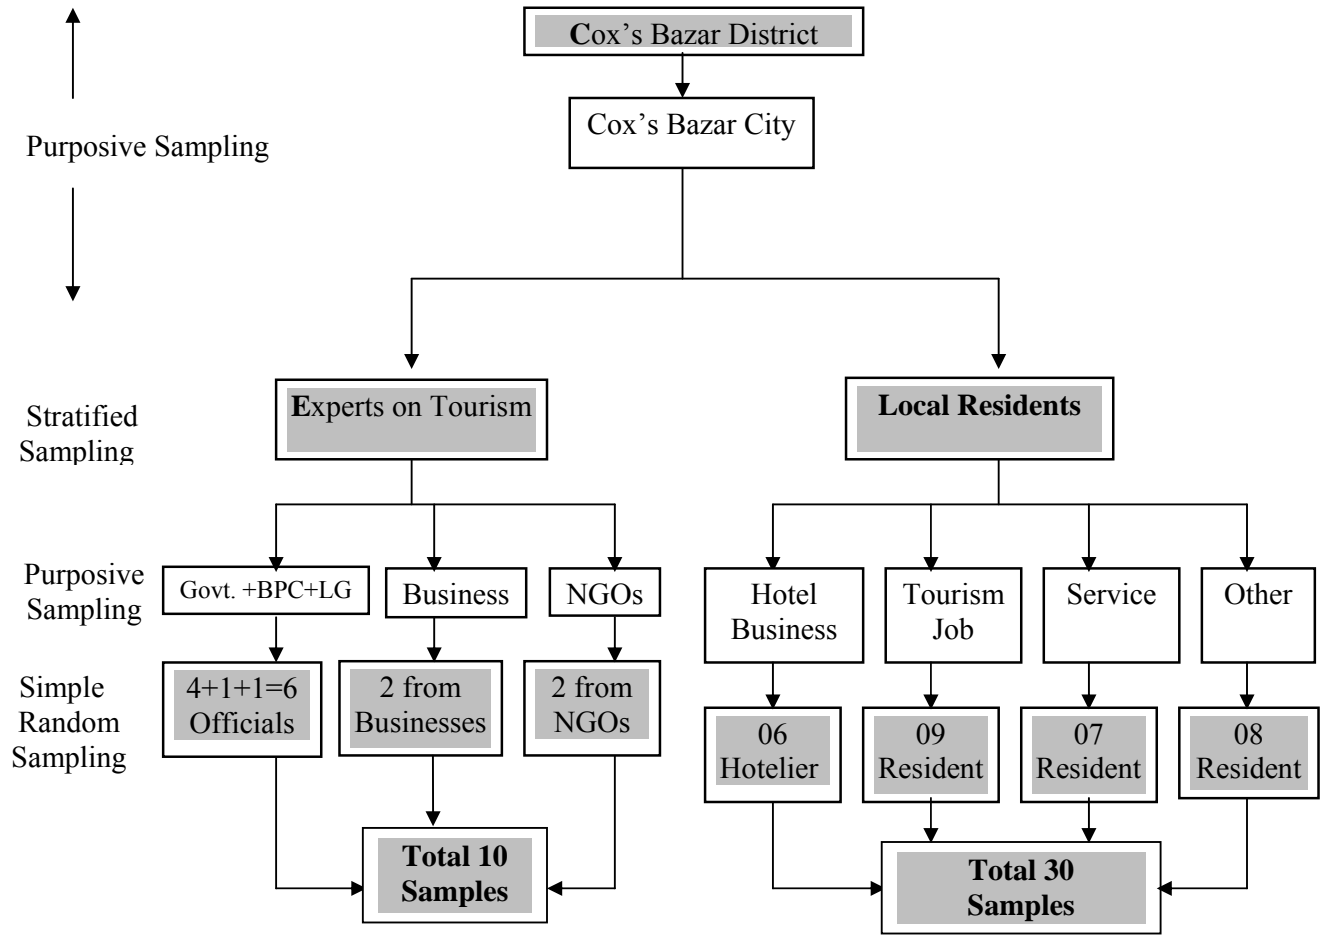 Cox’s Bazar District
Cox’s Bazar City
Purposive Sampling
Experts on Tourism
Local Residents
Stratified
Sampling
Purposive
Sampling
Govt. +BPC+LG
Business
NGOs
Hotel
Business
Tourism
Job
Service
Other
Simple
Random
Sampling
4+1+1=6
Officials
2 from
Businesses
2 from
NGOs
06
Hotelier
09
Resident
07
Resident
08
Resident
Total 10
Samples
Total 30
Samples